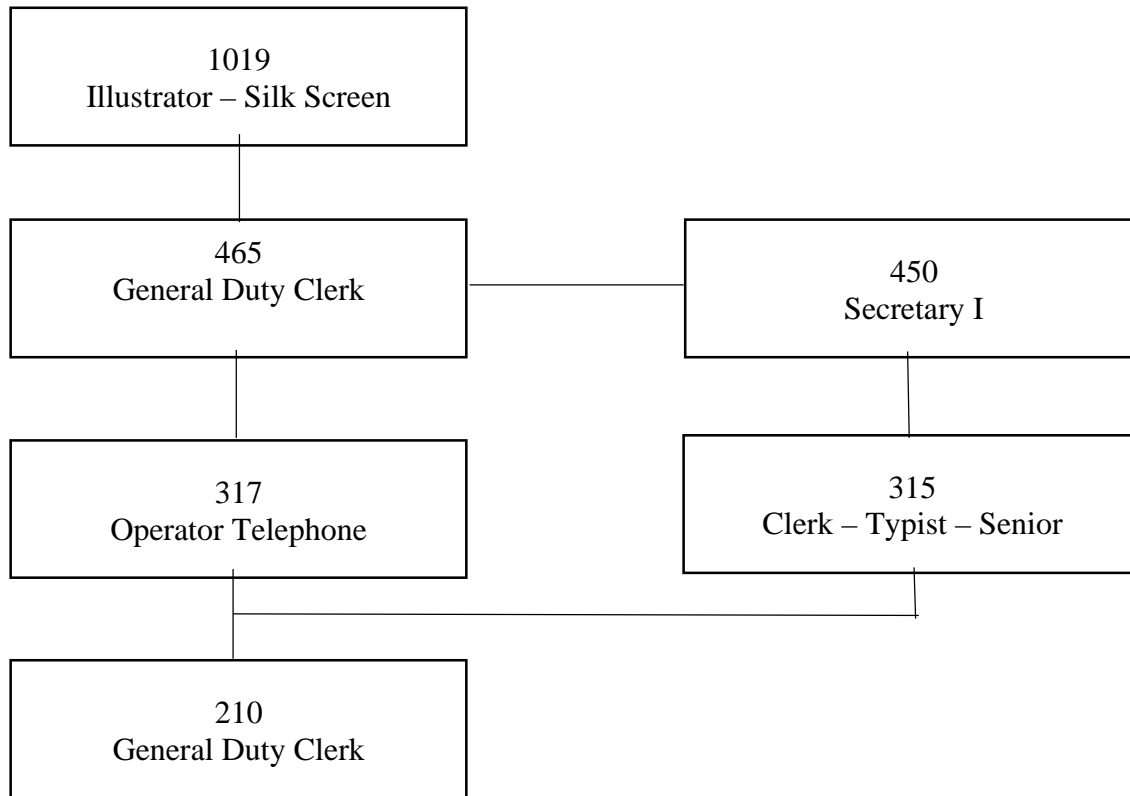 1019
Illustrator – Silk Screen
465
General Duty Clerk
450
Secretary I
317
Operator Telephone
315
Clerk – Typist – Senior
210
General Duty Clerk